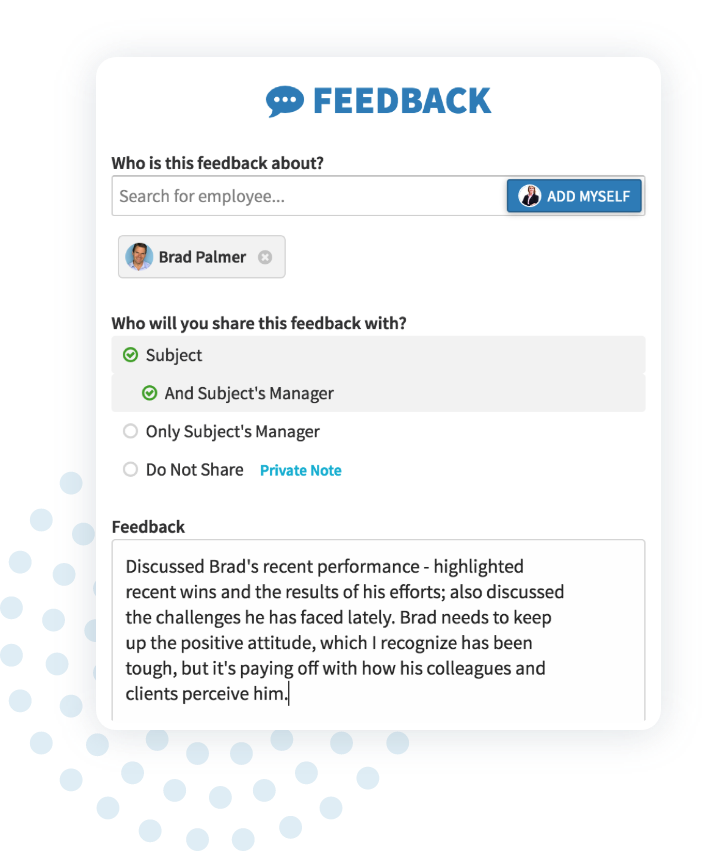 FEEDBACK
Who is this feedback about?
Search for employee...
ADD MYSELF
Brad Palmer
Who will you share this feedback with?
Subject
And Subject's Manager
Only Subject's Manager
Do Not Share Private Note
Feedback
Discussed Brad's recent performance - highlighted
recent wins and the results of his efforts; also discussed
the challenges he has faced lately. Brad needs to keep
up the positive attitude, which I recognize has been
tough, but it's paying off with how his colleagues and
clients perceive him.